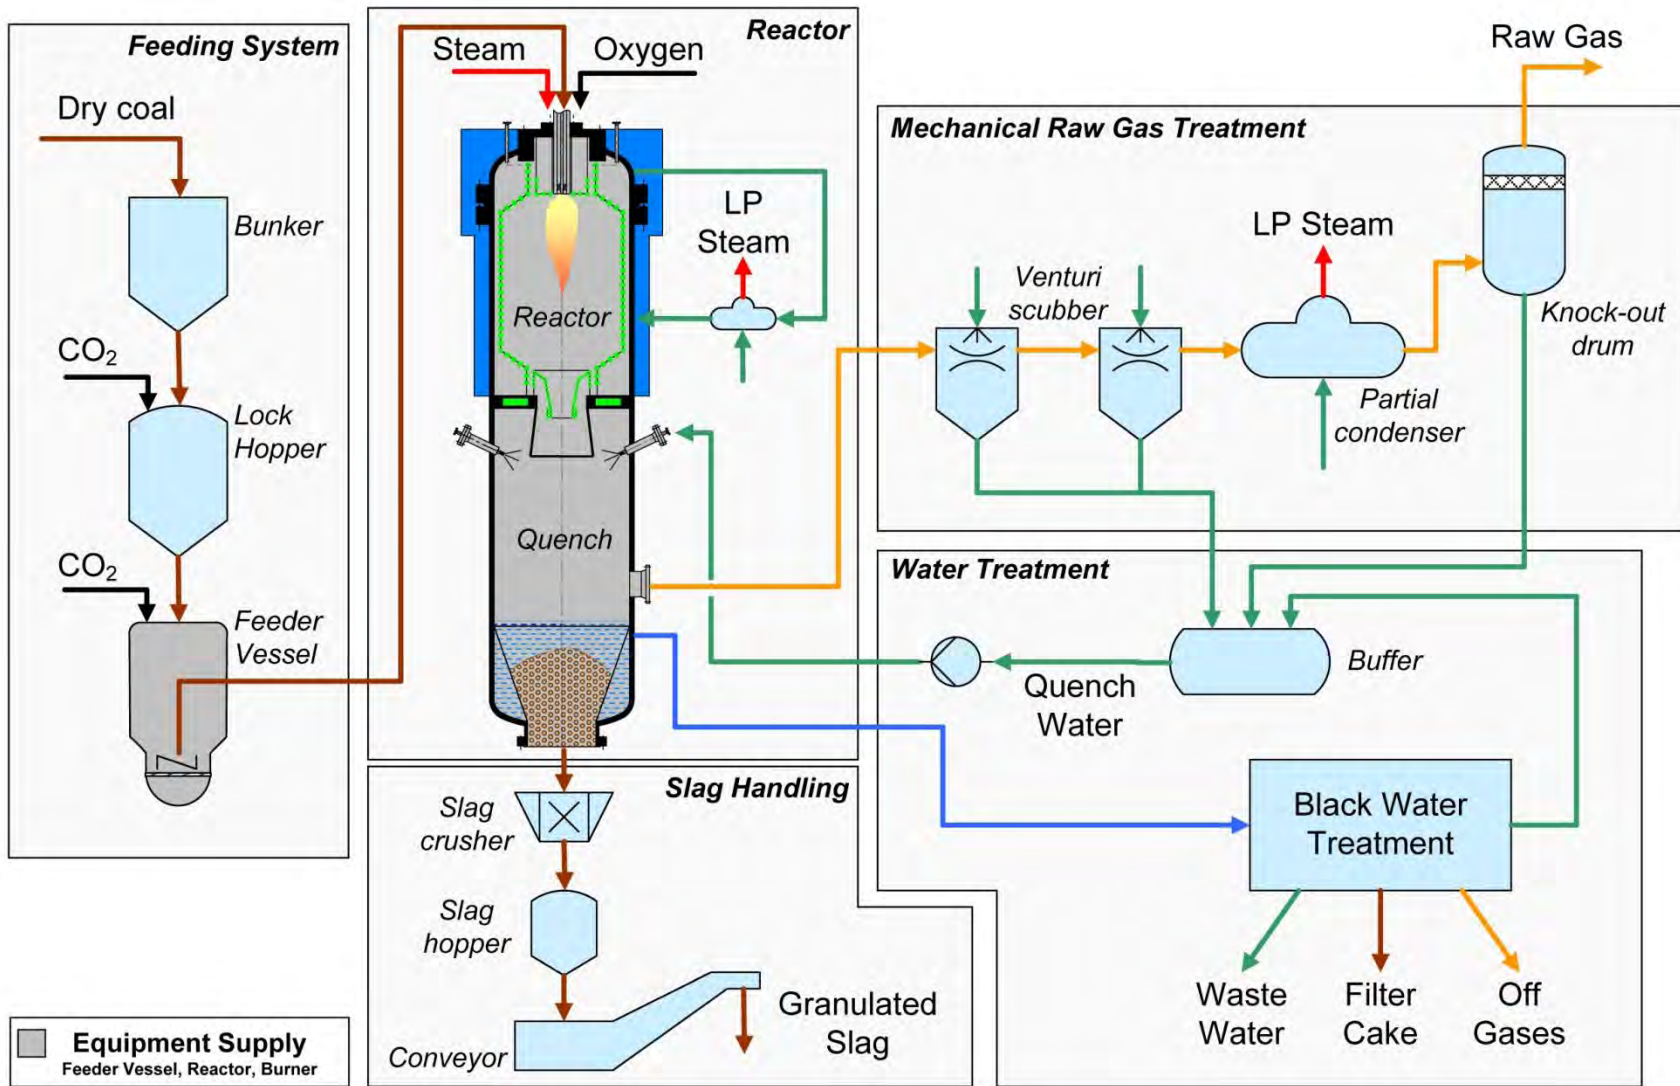 Feeding System
Dry coal
Bunker
CO₂
Lock
Hopper
CO₂
Feeder
Vessel
Equipment Supply
Feeder Vessel, Reactor, Burner
Reactor
Steam
Oxygen
LP
Steam
Reactor
Quench
Slag Handling
Slag
crusher
Slag
hopper
Conveyor
Granulated
Slag
Raw Gas
Mechanical Raw Gas Treatment
Venturi
scubber
LP Steam
Partial
condenser
Knock-out
drum
Water Treatment
Buffer
Quench
Water
Black Water
Treatment
Waste
Water
Filter
Cake
Off
Gases